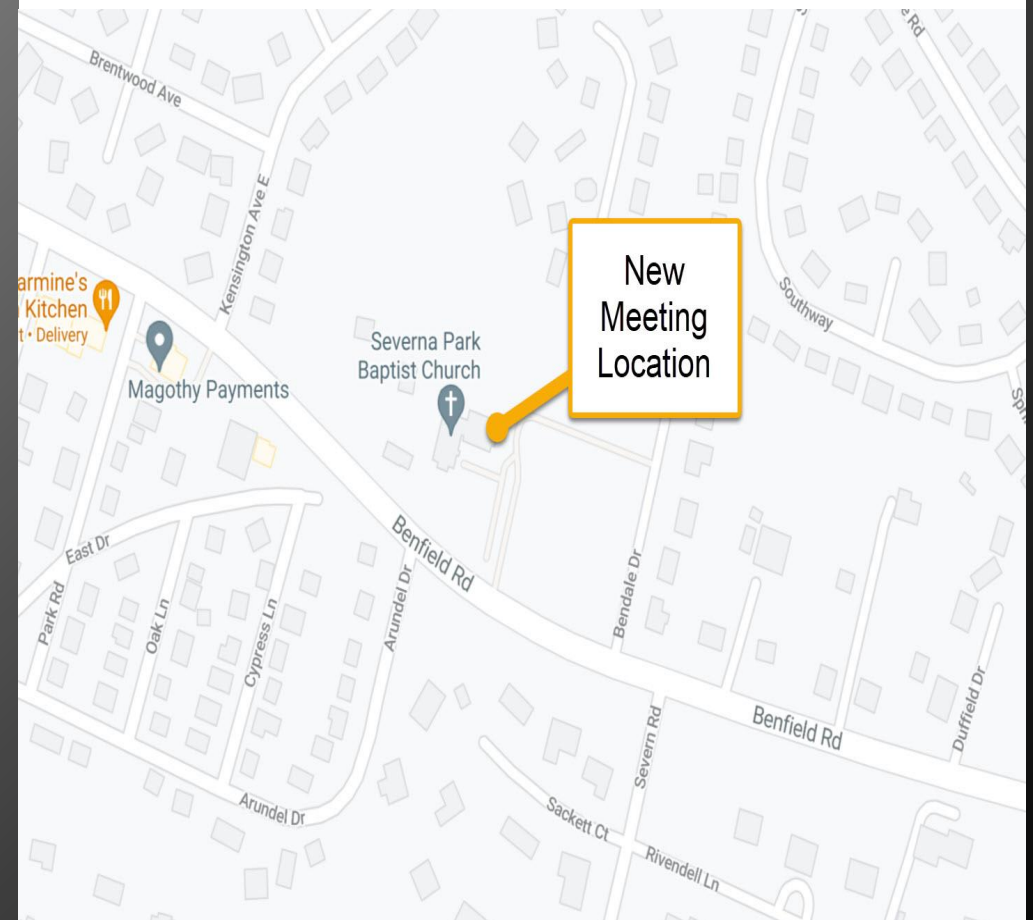 e Rd
Brentwood Ave
Kensington Ave E
New
Meeting
Location
Southway
armine's
Kitchen
t • Delivery
Severna Park
Baptist Church
Magothy Payments
Benfield Rd
East Dr
Park Rd
Oak Ln
Cypress Ln
Arundel Dr
Bendale Dr
Spri
Severn Rd
Benfield Rd
Duffield Dr
Arundel Dr
Sackett Ct
Rivendell Ln